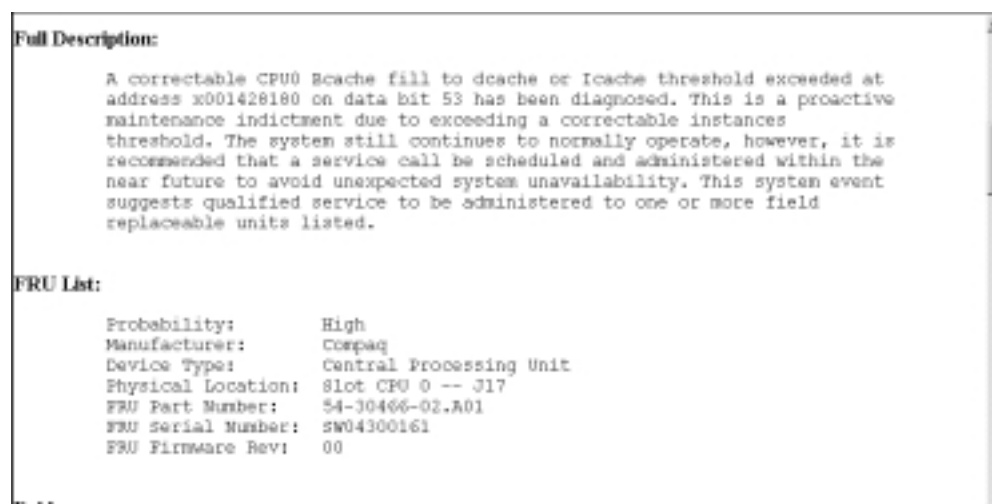 Full Description:
A correctable CPU0 Bcache fill to dcache or Icache threshold exceeded at
address x001428180 on data bit 53 has been diagnosed. This is a proactive
maintenance indictment due to exceeding a correctable instances
threshold. The system still continues to normally operate, however, it is
recommended that a service call be scheduled and administered within the
near future to avoid unexpected system unavailability. This system event
suggests qualified service to be administered to one or more field
replaceable units listed.
FRU List:
Probability: High
Manufacturer: Compaq
Device Type: Central Processing Unit
Physical Location: Slot CPU 0 -- J17
FRU Part Number: 54-30466-02.A01
FRU Serial Number: SW04300161
FRU Firmware Rev: 00